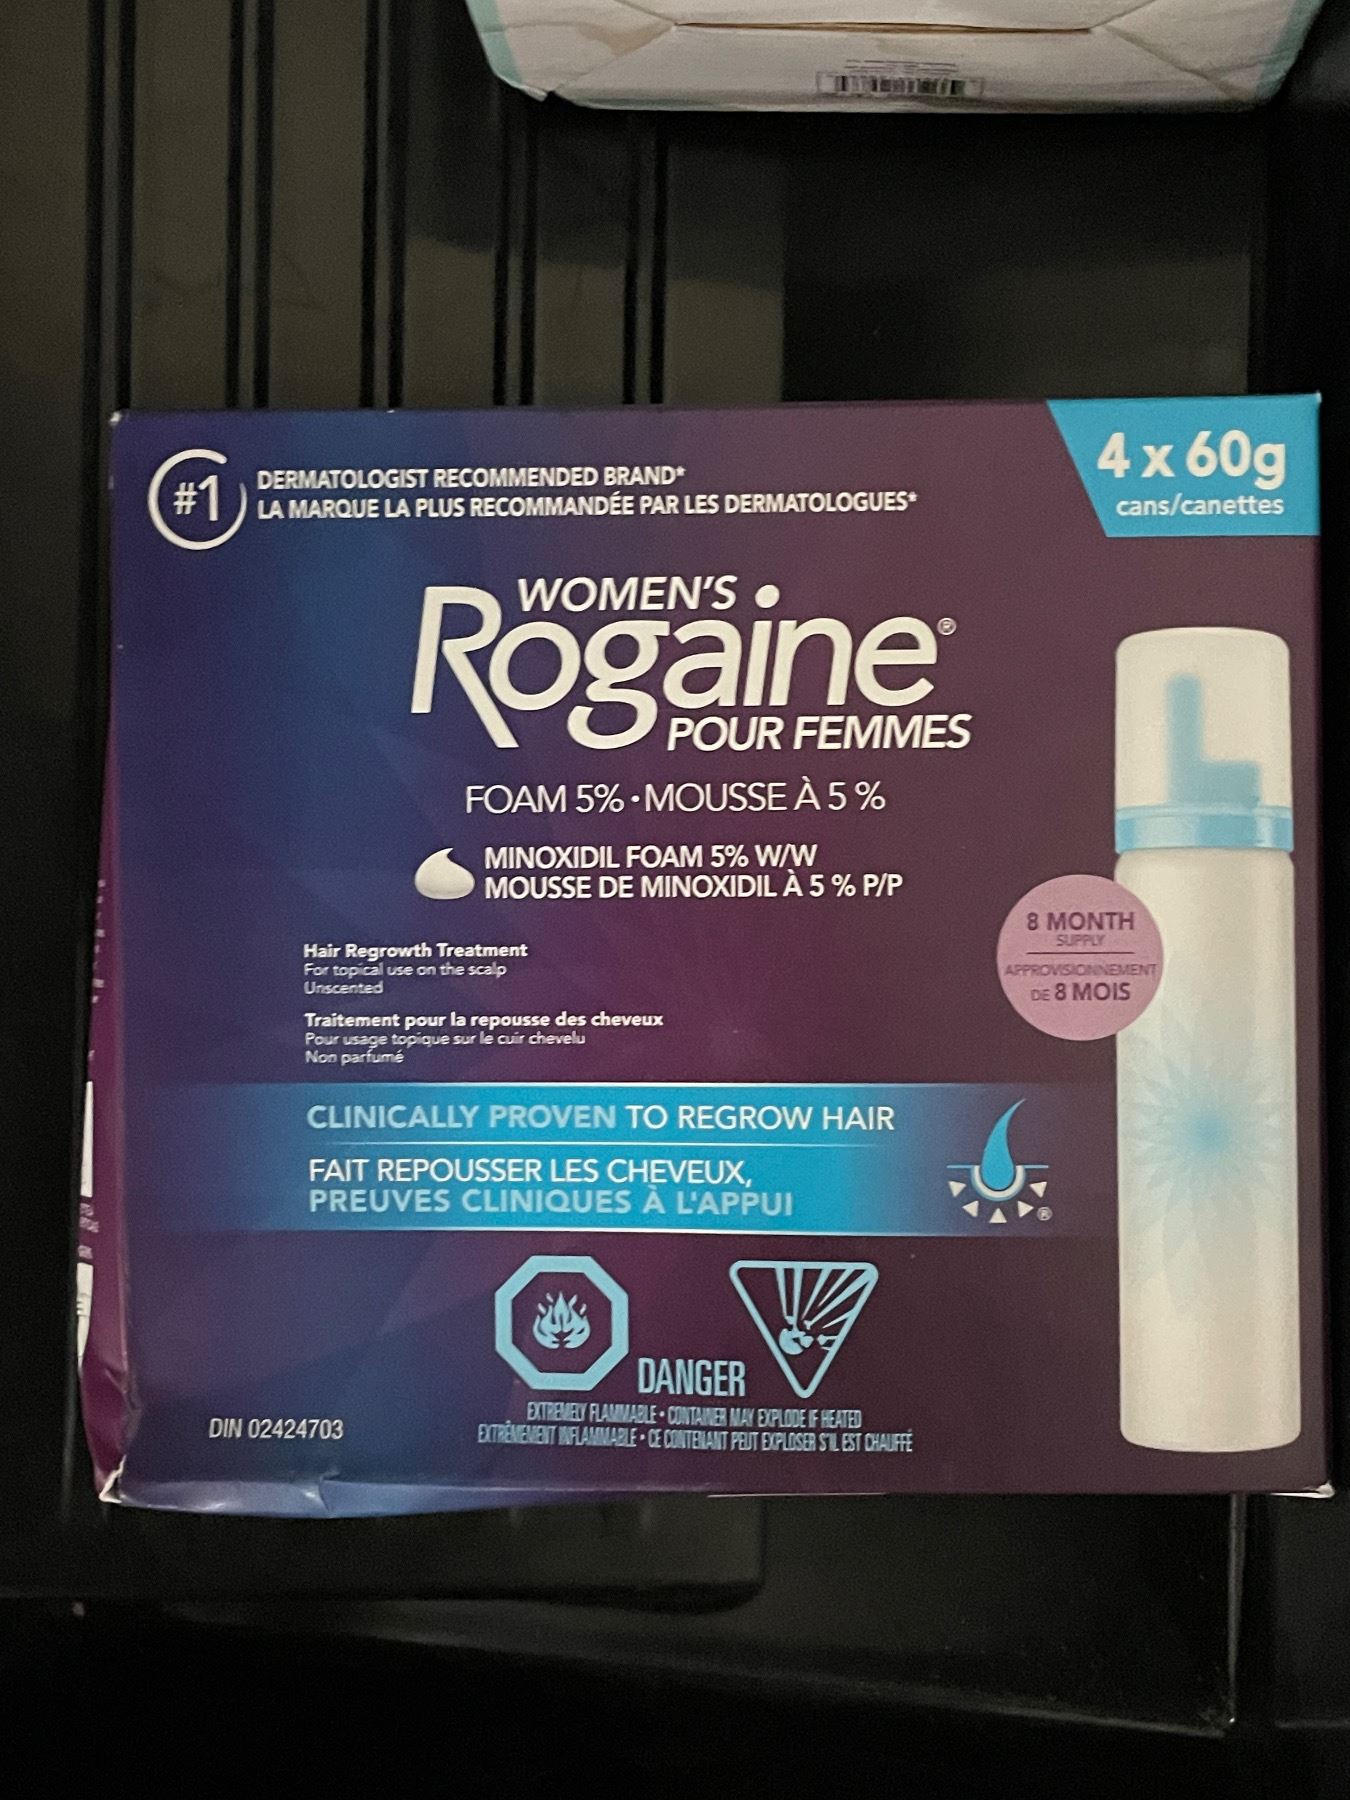 #1
DERMATOLOGIST RECOMMENDED BRAND*
LA MARQUE LA PLUS RECOMMANDÉE PAR LES DERMATOLOGUES*
4 x 60g
cans/canettes
WOMEN'S
Rogaine®
POUR FEMMES
FOAM 5% • MOUSSE À 5 %
MINOXIDIL FOAM 5% W/W
MOUSSE DE MINOXIDIL À 5 % P/P
8 MONTH
SUPPLY
APPROVISIONNEMENT
DE 8 MOIS
Hair Regrowth Treatment
For topical use on the scalp
Unscented
Traitement pour la repousse des cheveux
Pour usage topique sur le cuir chevelu
Non parfumé
CLINICALLY PROVEN TO REGROW HAIR
FAIT REPOUSSER LES CHEVEUX,
PREUVES CLINIQUES À L'APPUI
®
DANGER
EXTREMELY FLAMMABLE • CONTAINER MAY EXPLODE IF HEATED
EXTRÊMEMENT INFLAMMABLE • CE CONTENANT PEUT EXPLOSER S'IL EST CHAUFFÉ
DIN 02424703